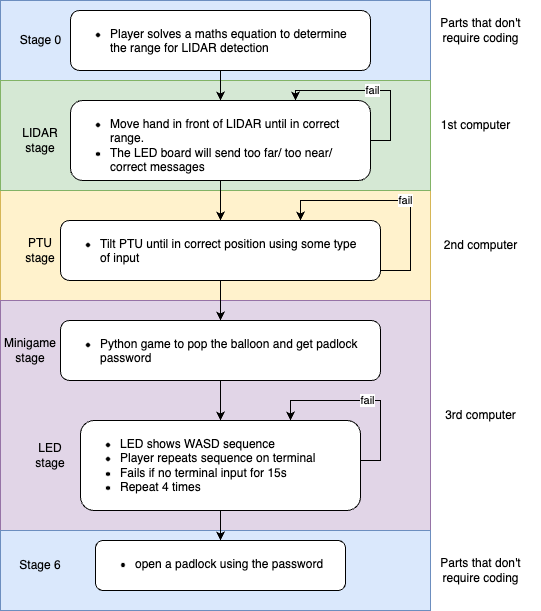 Stage 0
• Player solves a maths equation to determine
the range for LIDAR detection
Parts that don't
require coding
fail
LIDAR
stage
• Move hand in front of LIDAR until in correct
range.
• The LED board will send too far/ too near/
correct messages
1st computer
fail
PTU
stage
• Tilt PTU until in correct position using some type
of input
2nd computer
Minigame
stage
• Python game to pop the balloon and get padlock
password
3rd computer
fail
LED
stage
• LED shows WASD sequence
• Player repeats sequence on terminal
• Fails if no terminal input for 15s
• Repeat 4 times
Stage 6
• open a padlock using the password
Parts that don't
require coding